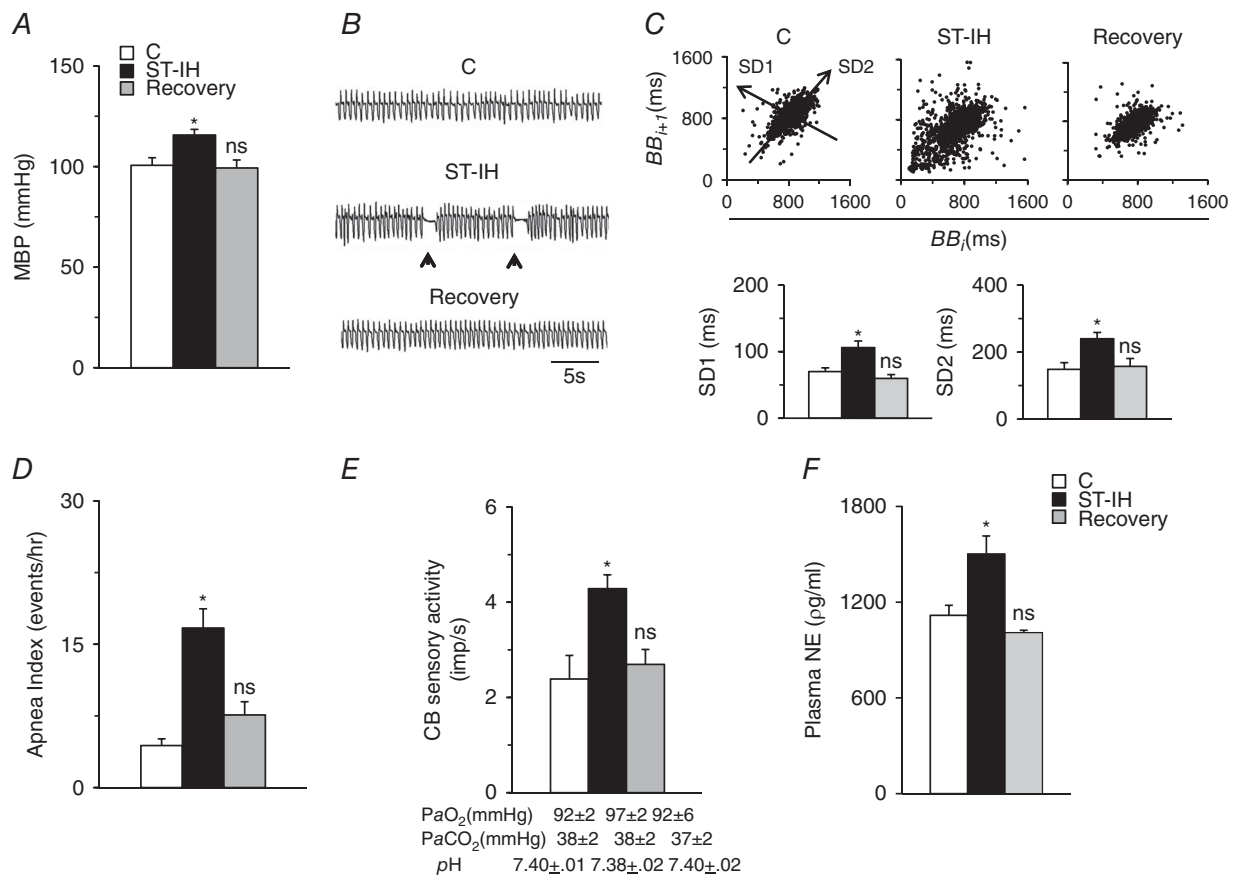 A
C
ST-IH
Recovery
150
100
50
0
MBP (mmHg)
*
ns
B
C
ST-IH
Recovery
5s
C
C
ST-IH
Recovery
1600
800
0
BBi+1(ms)
SD1
SD2
0 800 1600
0 800 1600
0 800 1600
BBi(ms)
200
100
0
SD1 (ms)
*
ns
400
200
0
SD2 (ms)
*
ns
D
30
15
0
Apnea Index (events/hr)
*
ns
E
6
4
2
0
CB sensory activity
(imp/s)
*
ns
PaO2(mmHg) 92±2 97±2 92±6
PaCO2(mmHg) 38±2 38±2 37±2
pH 7.40±.01 7.38±.02 7.40±.02
F
C
ST-IH
Recovery
1800
1200
600
0
Plasma NE (ρg/ml)
*
ns